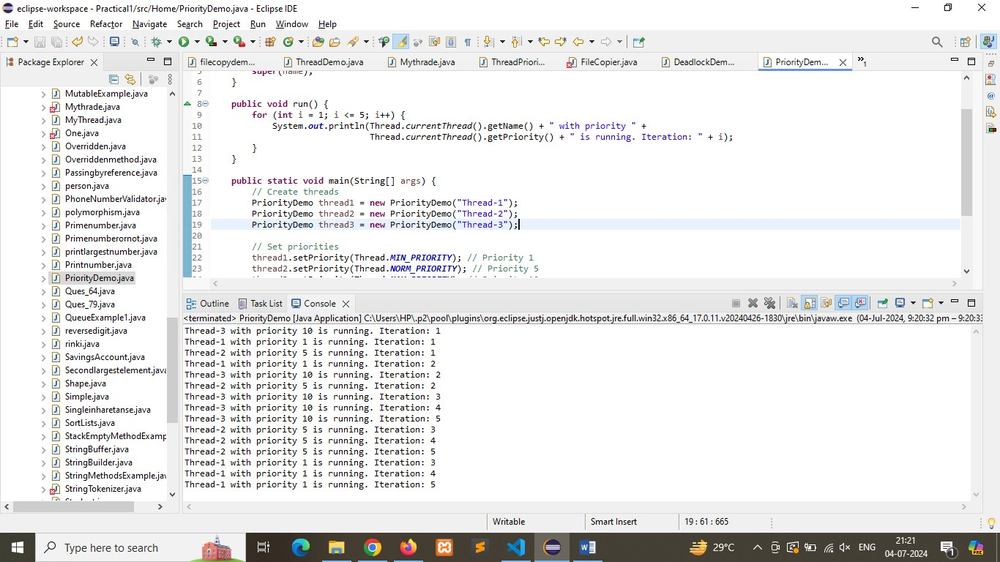 eclipse-workspace - Practical1/src/Home/PriorityDemo.java - Eclipse IDE
File Edit Source Refactor Navigate Search Project Run Window Help
Package Explorer
filecopydem... ThreadDemo.java Mythrade.java ThreadPriori... FileCopier.java DeadlockDem... PriorityDem... 1
MutableExample.java
Mythrade.java
MyThread.java
One.java
Overridden.java
Overriddenmethod.java
Passingbyreference.java
person.java
PhoneNumberValidator.jav
polymorphism.java
Primenumber.java
Primenumberornot.java
printlargestnumber.java
Printnumber.java
PriorityDemo.java
Ques_64.java
Ques_79.java
QueueExample1.java
reversedigit.java
rinki.java
SavingsAccount.java
Secondlargestelement.java
Shape.java
Simple.java
Singleinharetanse.java
SortLists.java
StackEmptyMethodExamp
StringBuffer.java
StringBuilder.java
StringMethodsExample.jav
StringTokenizer.java
5 super(name);
6 }
7
8 public void run() {
9 for (int i = 1; i <= 5; i++) {
10 System.out.println(Thread.currentThread().getName() + " with priority " +
11 Thread.currentThread().getPriority() + " is running. Iteration: " + i);
12 }
13 }
14
15 public static void main(String[] args) {
16 // Create threads
17 PriorityDemo thread1 = new PriorityDemo("Thread-1");
18 PriorityDemo thread2 = new PriorityDemo("Thread-2");
19 PriorityDemo thread3 = new PriorityDemo("Thread-3");
20
21 // Set priorities
22 thread1.setPriority(Thread.MIN_PRIORITY); // Priority 1
23 thread2.setPriority(Thread.NORM_PRIORITY); // Priority 5
Outline Task List Console
<terminated> PriorityDemo [Java Application] C:\Users\HP\.p2\pool\plugins\org.eclipse.justj.openjdk.hotspot.jre.full.win32.x86_64_17.0.11.v20240426-1830\jre\bin\javaw.exe (04-Jul-2024, 9:20:32 pm – 9:20:33
Thread-3 with priority 10 is running. Iteration: 1
Thread-1 with priority 1 is running. Iteration: 1
Thread-2 with priority 5 is running. Iteration: 1
Thread-1 with priority 1 is running. Iteration: 2
Thread-3 with priority 10 is running. Iteration: 2
Thread-2 with priority 5 is running. Iteration: 2
Thread-3 with priority 10 is running. Iteration: 3
Thread-3 with priority 10 is running. Iteration: 4
Thread-3 with priority 10 is running. Iteration: 5
Thread-2 with priority 5 is running. Iteration: 3
Thread-2 with priority 5 is running. Iteration: 4
Thread-2 with priority 5 is running. Iteration: 5
Thread-1 with priority 1 is running. Iteration: 3
Thread-1 with priority 1 is running. Iteration: 4
Thread-1 with priority 1 is running. Iteration: 5
Writable Smart Insert 19 : 61 : 665
Type here to search
29°C ENG 21:21
04-07-2024 1 PRE